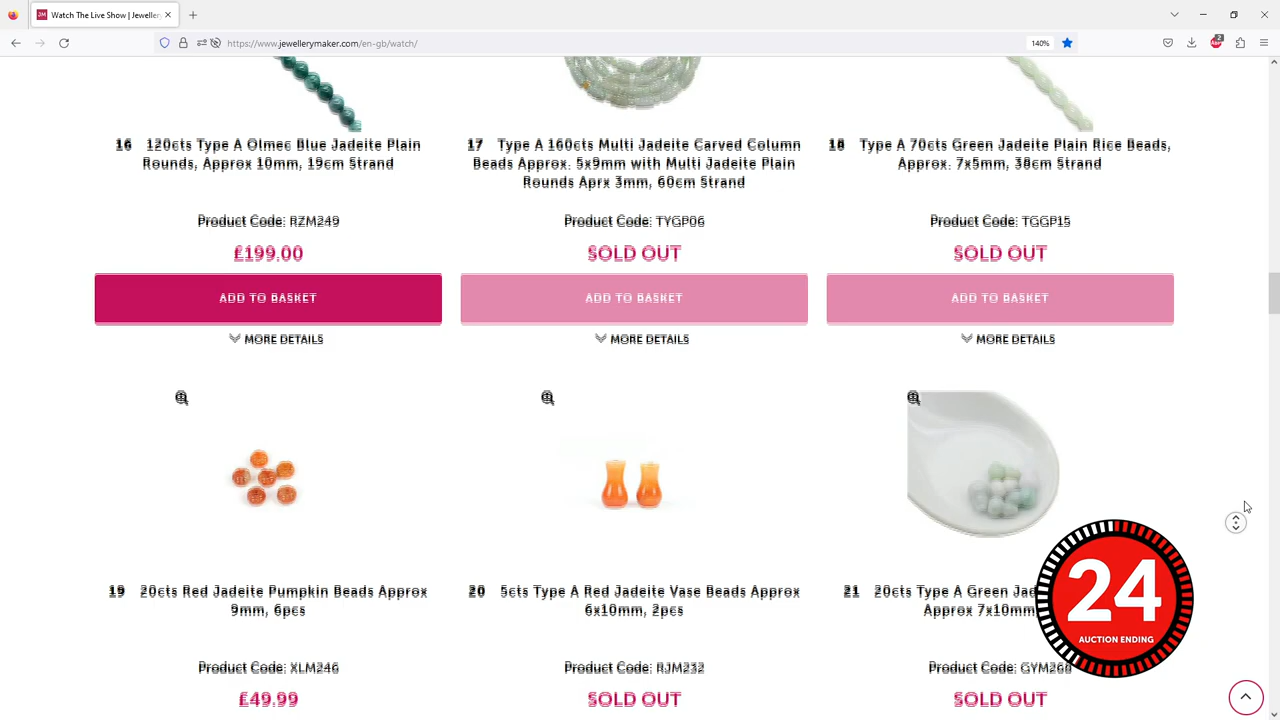 Watch The Live Show | Jeweller
https://www.jewellerymaker.com/en-gb/watch/
140%
2
16 120cts Type A Olmec Blue Jadeite Plain
Rounds, Approx 10mm, 19cm Strand
Product Code: RZM249
£199.00
ADD TO BASKET
MORE DETAILS
17 Type A 160cts Multi Jadeite Carved Column
Beads Approx. 5x9mm with Multi Jadeite Plain
Rounds Aprx 3mm, 60cm Strand
Product Code: TYGP06
SOLD OUT
ADD TO BASKET
MORE DETAILS
18 Type A 70cts Green Jadeite Plain Rice Beads,
Approx. 7x5mm, 38cm Strand
Product Code: TGGP15
SOLD OUT
ADD TO BASKET
MORE DETAILS
19 20cts Red Jadeite Pumpkin Beads Approx
9mm, 6pcs
Product Code: XLM246
£49.99
20 5cts Type A Red Jadeite Vase Beads Approx
6x10mm, 2pcs
Product Code: RJM232
SOLD OUT
21 20cts Type A Green Jad
Approx 7x10mm
Product Code: GYM268
SOLD OUT
24
AUCTION ENDING